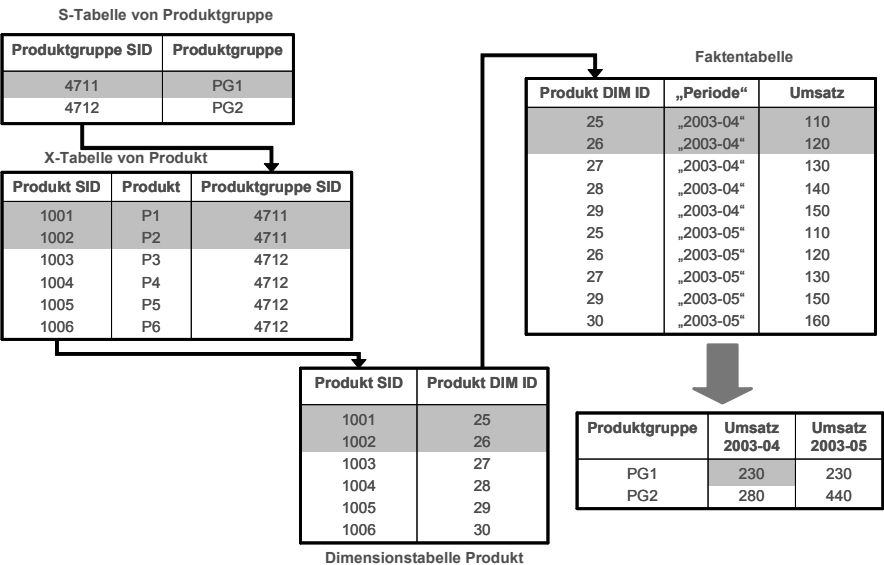 S-Tabelle von Produktgruppe
Produktgruppe SID Produktgruppe
4711 PG1
4712 PG2
X-Tabelle von Produkt
Produkt SID Produkt Produktgruppe SID
1001 P1 4711
1002 P2 4711
1003 P3 4712
1004 P4 4712
1005 P5 4712
1006 P6 4712
Produkt SID Produkt DIM ID
1001 25
1002 26
1003 27
1004 28
1005 29
1006 30
Dimensionstabelle Produkt
Faktentabelle
Produkt DIM ID „Periode“ Umsatz
25 „2003-04“ 110
26 „2003-04“ 120
27 „2003-04“ 130
28 „2003-04“ 140
29 „2003-04“ 150
25 „2003-05“ 110
26 „2003-05“ 120
27 „2003-05“ 130
29 „2003-05“ 150
30 „2003-05“ 160
Produktgruppe Umsatz Umsatz
2003-04 2003-05
PG1 230 230
PG2 280 440